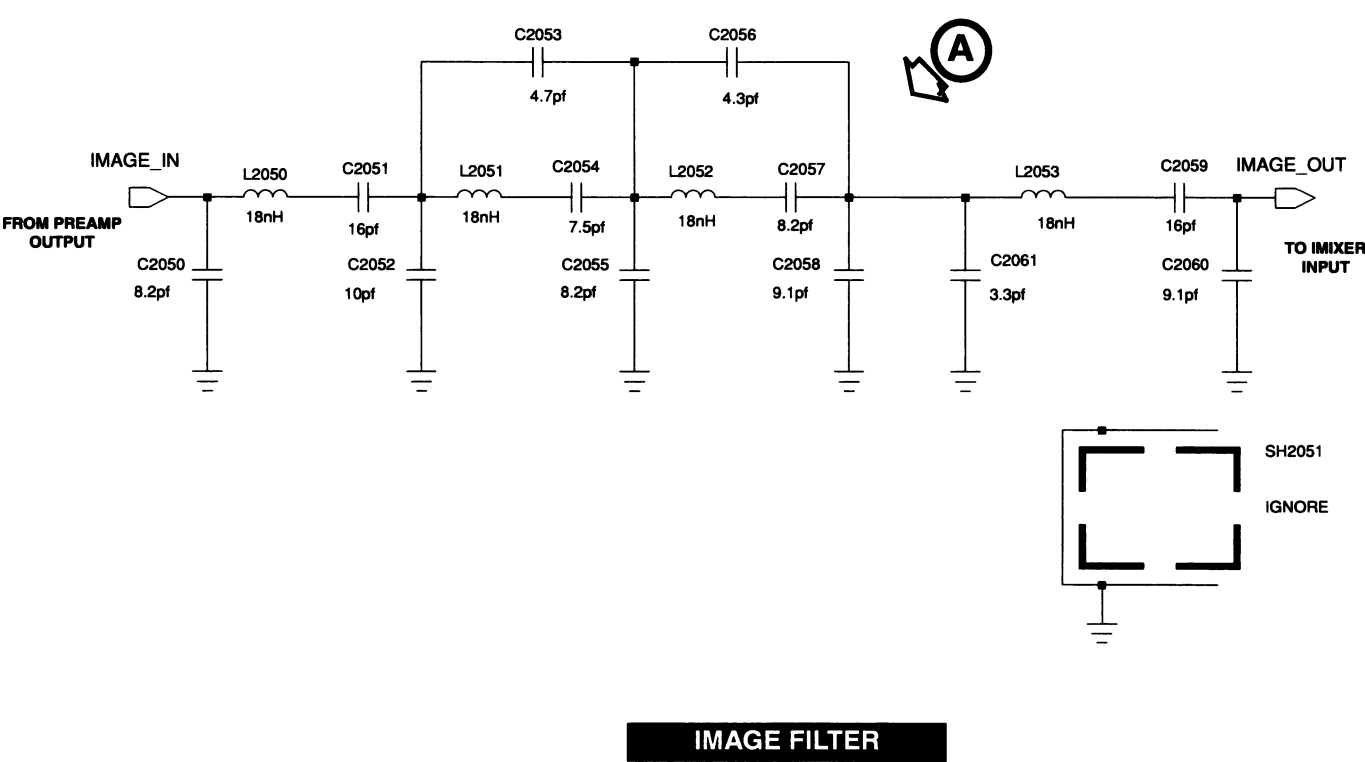 C2053
C2056
A
4.7pf
4.3pf
IMAGE_IN
L2050
C2051
L2051
C2054
L2052
C2057
L2053
C2059
IMAGE_OUT
18nH
16pf
18nH
7.5pf
18nH
8.2pf
18nH
16pf
FROM PREAMP
OUTPUT
TO IMIXER
INPUT
C2050
8.2pf
C2052
10pf
C2055
8.2pf
C2058
9.1pf
C2061
3.3pf
C2060
9.1pf
SH2051
IGNORE
IMAGE FILTER